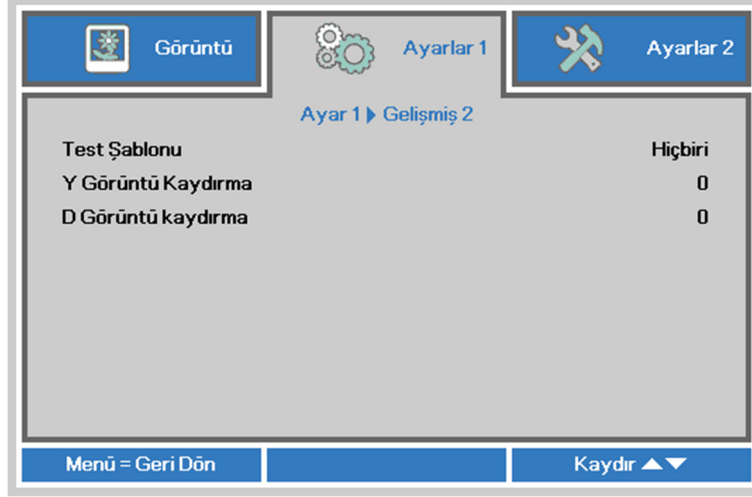 Görüntü
Ayarlar 1
Ayarlar 2
Ayar 1 Gelişmiş 2
Test Şablonu Hiçbiri
Y Görüntü Kaydırma 0
D Görüntü kaydırma 0
Menü = Geri Dön
Kaydır ▲▼